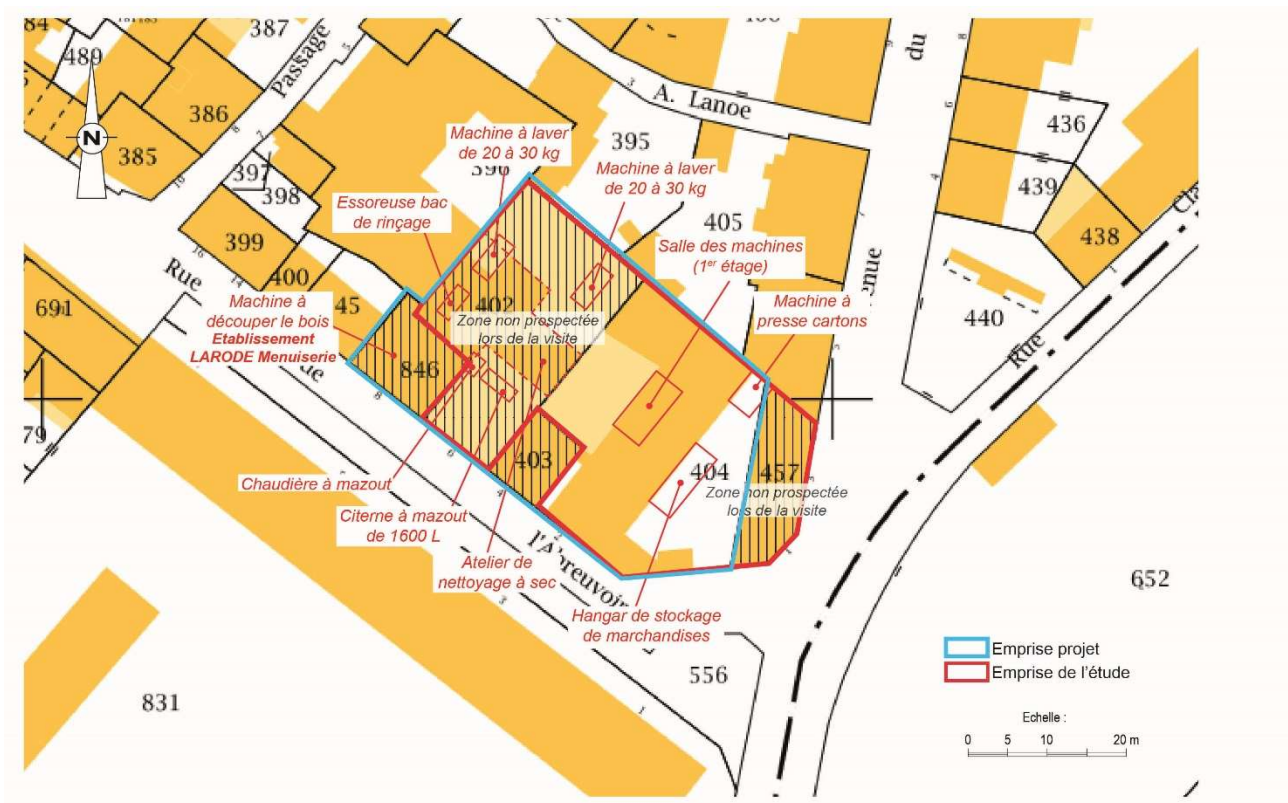 387
489
Passage
du
386
385
A. Lanoe
436
439
438
397
398
395
396
405
399
400
Rue
691
45
402
846
403
404
457
440
Rue
enue
79
l'Abreuvoir
652
556
831
Machine à laver
de 20 à 30 kg
Machine à laver
de 20 à 30 kg
Essoreuse bac
de rinçage
Salle des machines
(1er étage)
Machine à
presse cartons
Machine à
découper le bois
Etablissement
LARODE Menuiserie
Zone non prospectée
lors de la visite
Zone non prospectée
lors de la visite
Chaudière à mazout
Citerne à mazout
de 1600 L
Atelier de
nettoyage à sec
Hangar de stockage
de marchandises
N
Emprise projet
Emprise de l'étude
Echelle :
0 5 10 20 m